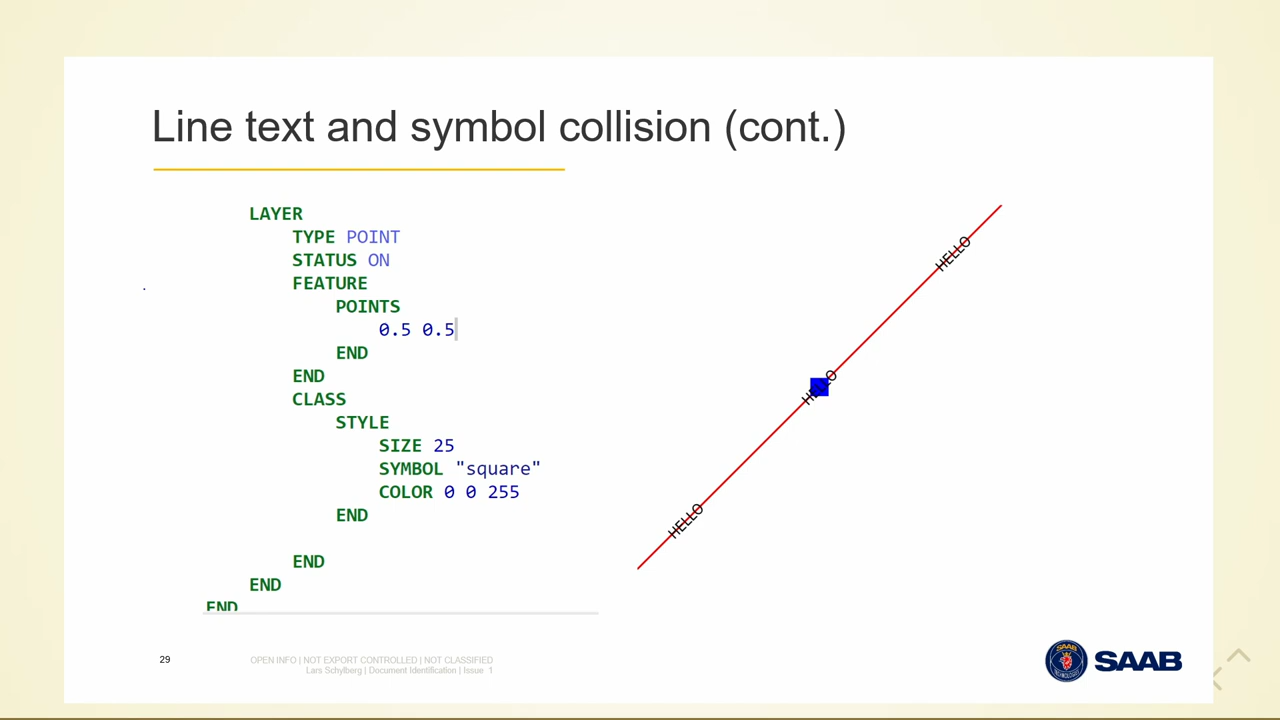 Line text and symbol collision (cont.)
LAYER
TYPE POINT
STATUS ON
FEATURE
POINTS
0.5 0.5
END
END
CLASS
STYLE
SIZE 25
SYMBOL "square"
COLOR 0 0 255
END
END
END
END
HELLO
HELLO
HELLO
29
OPEN INFO | NOT EXPORT CONTROLLED | NOT CLASSIFIED
Lars Schylberg | Document Identification | Issue 1
SAAB
SAAB